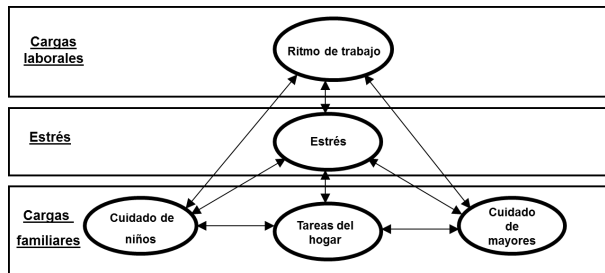 Cargas
laborales
Ritmo de trabajo
Estrés
Estrés
Cargas
familiares
Cuidado de
niños
Tareas del
hogar
Cuidado
de
mayores